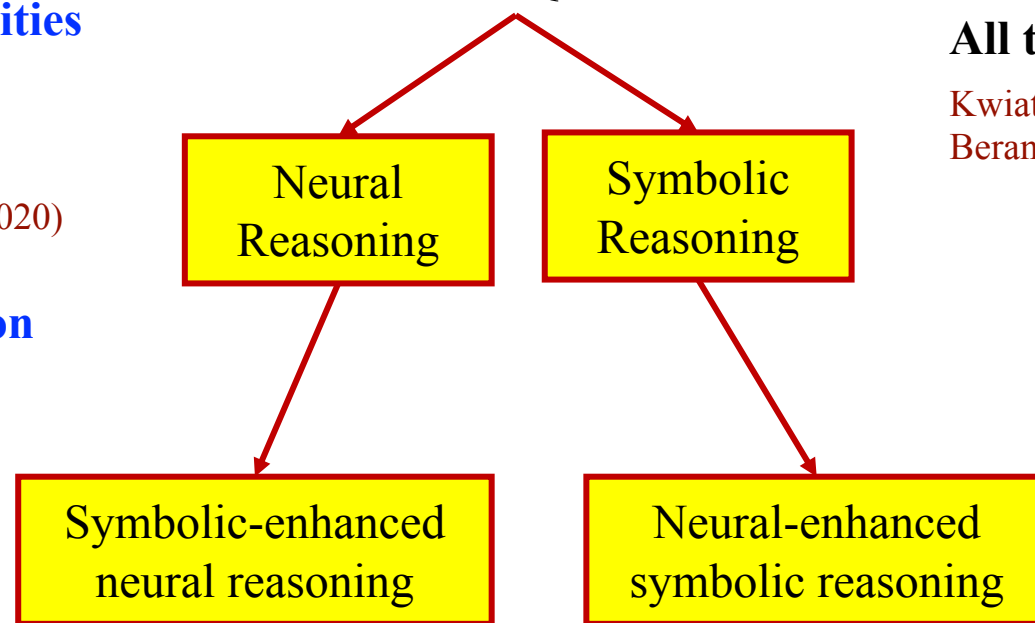 ities
All t
Kwiat
Beran
020)
on
Neural
Reasoning
Symbolic
Reasoning
Symbolic-enhanced
neural reasoning
Neural-enhanced
symbolic reasoning